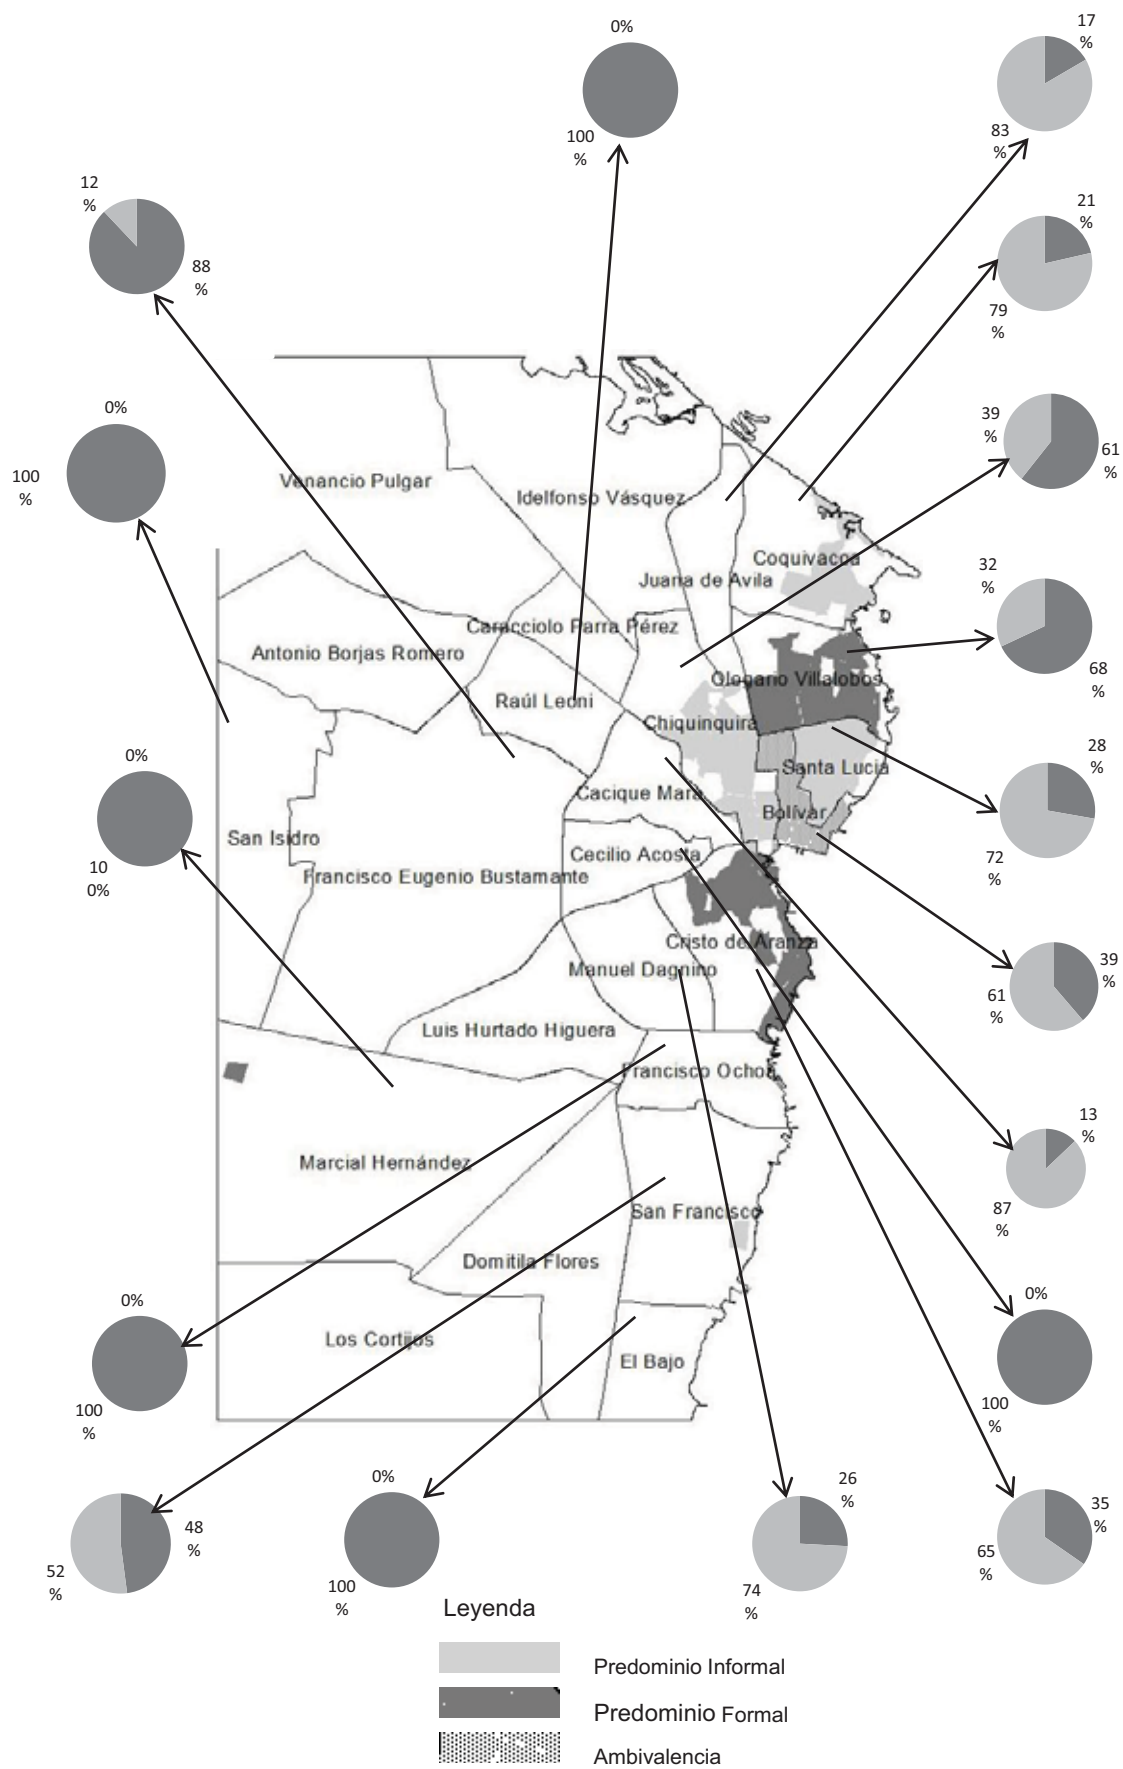 0%
100
%
17
%
83
%
12
%
88
%
21
%
79
%
0%
100
%
39
%
61
%
Venancio Pulgar
Idelfonso Vásquez
Coquivacoa
Juana de Avila
32
%
68
%
Caracciolo Parra Pérez
Antonio Borjas Romero
Olegario Villalobos
Raúl Leoni
Chiquinquira
0%
10
0%
28
%
72
%
Santa Lucia
Cacique Mara
Bolívar
San Isidro
Cecilio Acosta
Francisco Eugenio Bustamante
Cristo de Aranza
Manuel Dagnino
39
%
61
%
Luis Hurtado Higuera
Francisco Ochoa
13
%
87
%
Marcial Hernández
San Francisco
Domitila Flores
0%
100
%
0%
100
%
Los Cortijos
El Bajo
48
%
52
%
0%
100
%
26
%
74
%
35
%
65
%
Leyenda
Predominio Informal
Predominio Formal
Ambivalencia